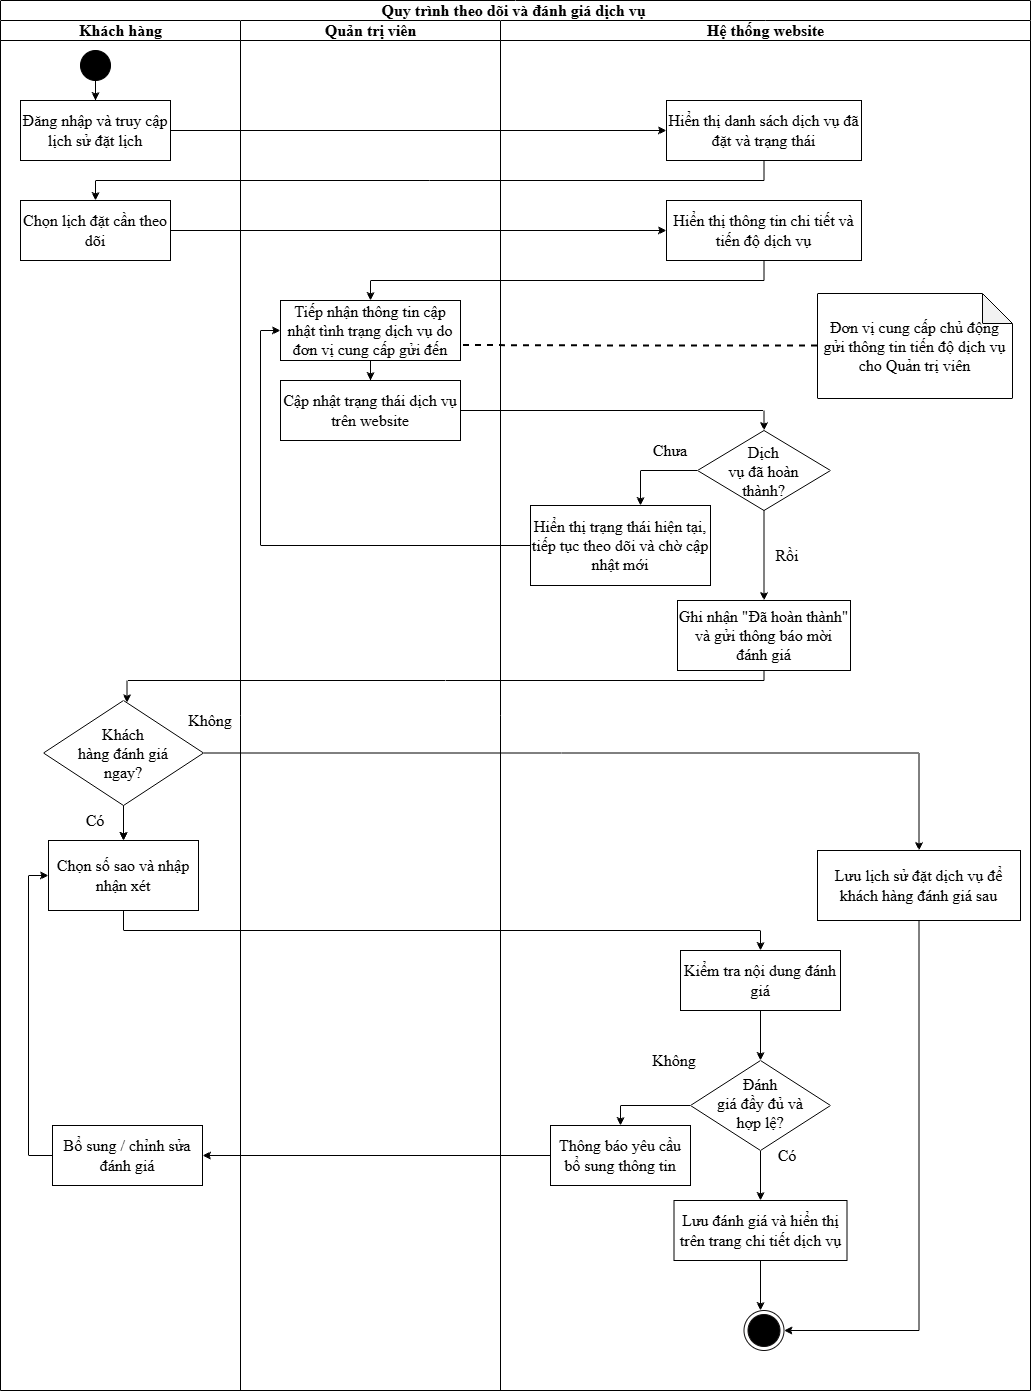 Quy trình theo dõi và đánh giá dịch vụ
Khách hàng
Quản trị viên
Hệ thống website
Đăng nhập và truy cập
lịch sử đặt lịch
Hiển thị danh sách dịch vụ đã
đặt và trạng thái
Chọn lịch đặt cần theo
dõi
Hiển thị thông tin chi tiết và
tiến độ dịch vụ
Tiếp nhận thông tin cập
nhật tình trạng dịch vụ do
đơn vị cung cấp gửi đến
Đơn vị cung cấp chủ động
gửi thông tin tiến độ dịch vụ
cho Quản trị viên
Cập nhật trạng thái dịch vụ
trên website
Dịch
vụ đã hoàn
thành?
Chưa
Hiển thị trạng thái hiện tại,
tiếp tục theo dõi và chờ cập
nhật mới
Rồi
Ghi nhận "Đã hoàn thành"
và gửi thông báo mời
đánh giá
Khách
hàng đánh giá
ngay?
Không
Có
Chọn số sao và nhập
nhận xét
Lưu lịch sử đặt dịch vụ để
khách hàng đánh giá sau
Kiểm tra nội dung đánh
giá
Không
Đánh
giá đầy đủ và
hợp lệ?
Bổ sung / chỉnh sửa
đánh giá
Thông báo yêu cầu
bổ sung thông tin
Có
Lưu đánh giá và hiển thị
trên trang chi tiết dịch vụ